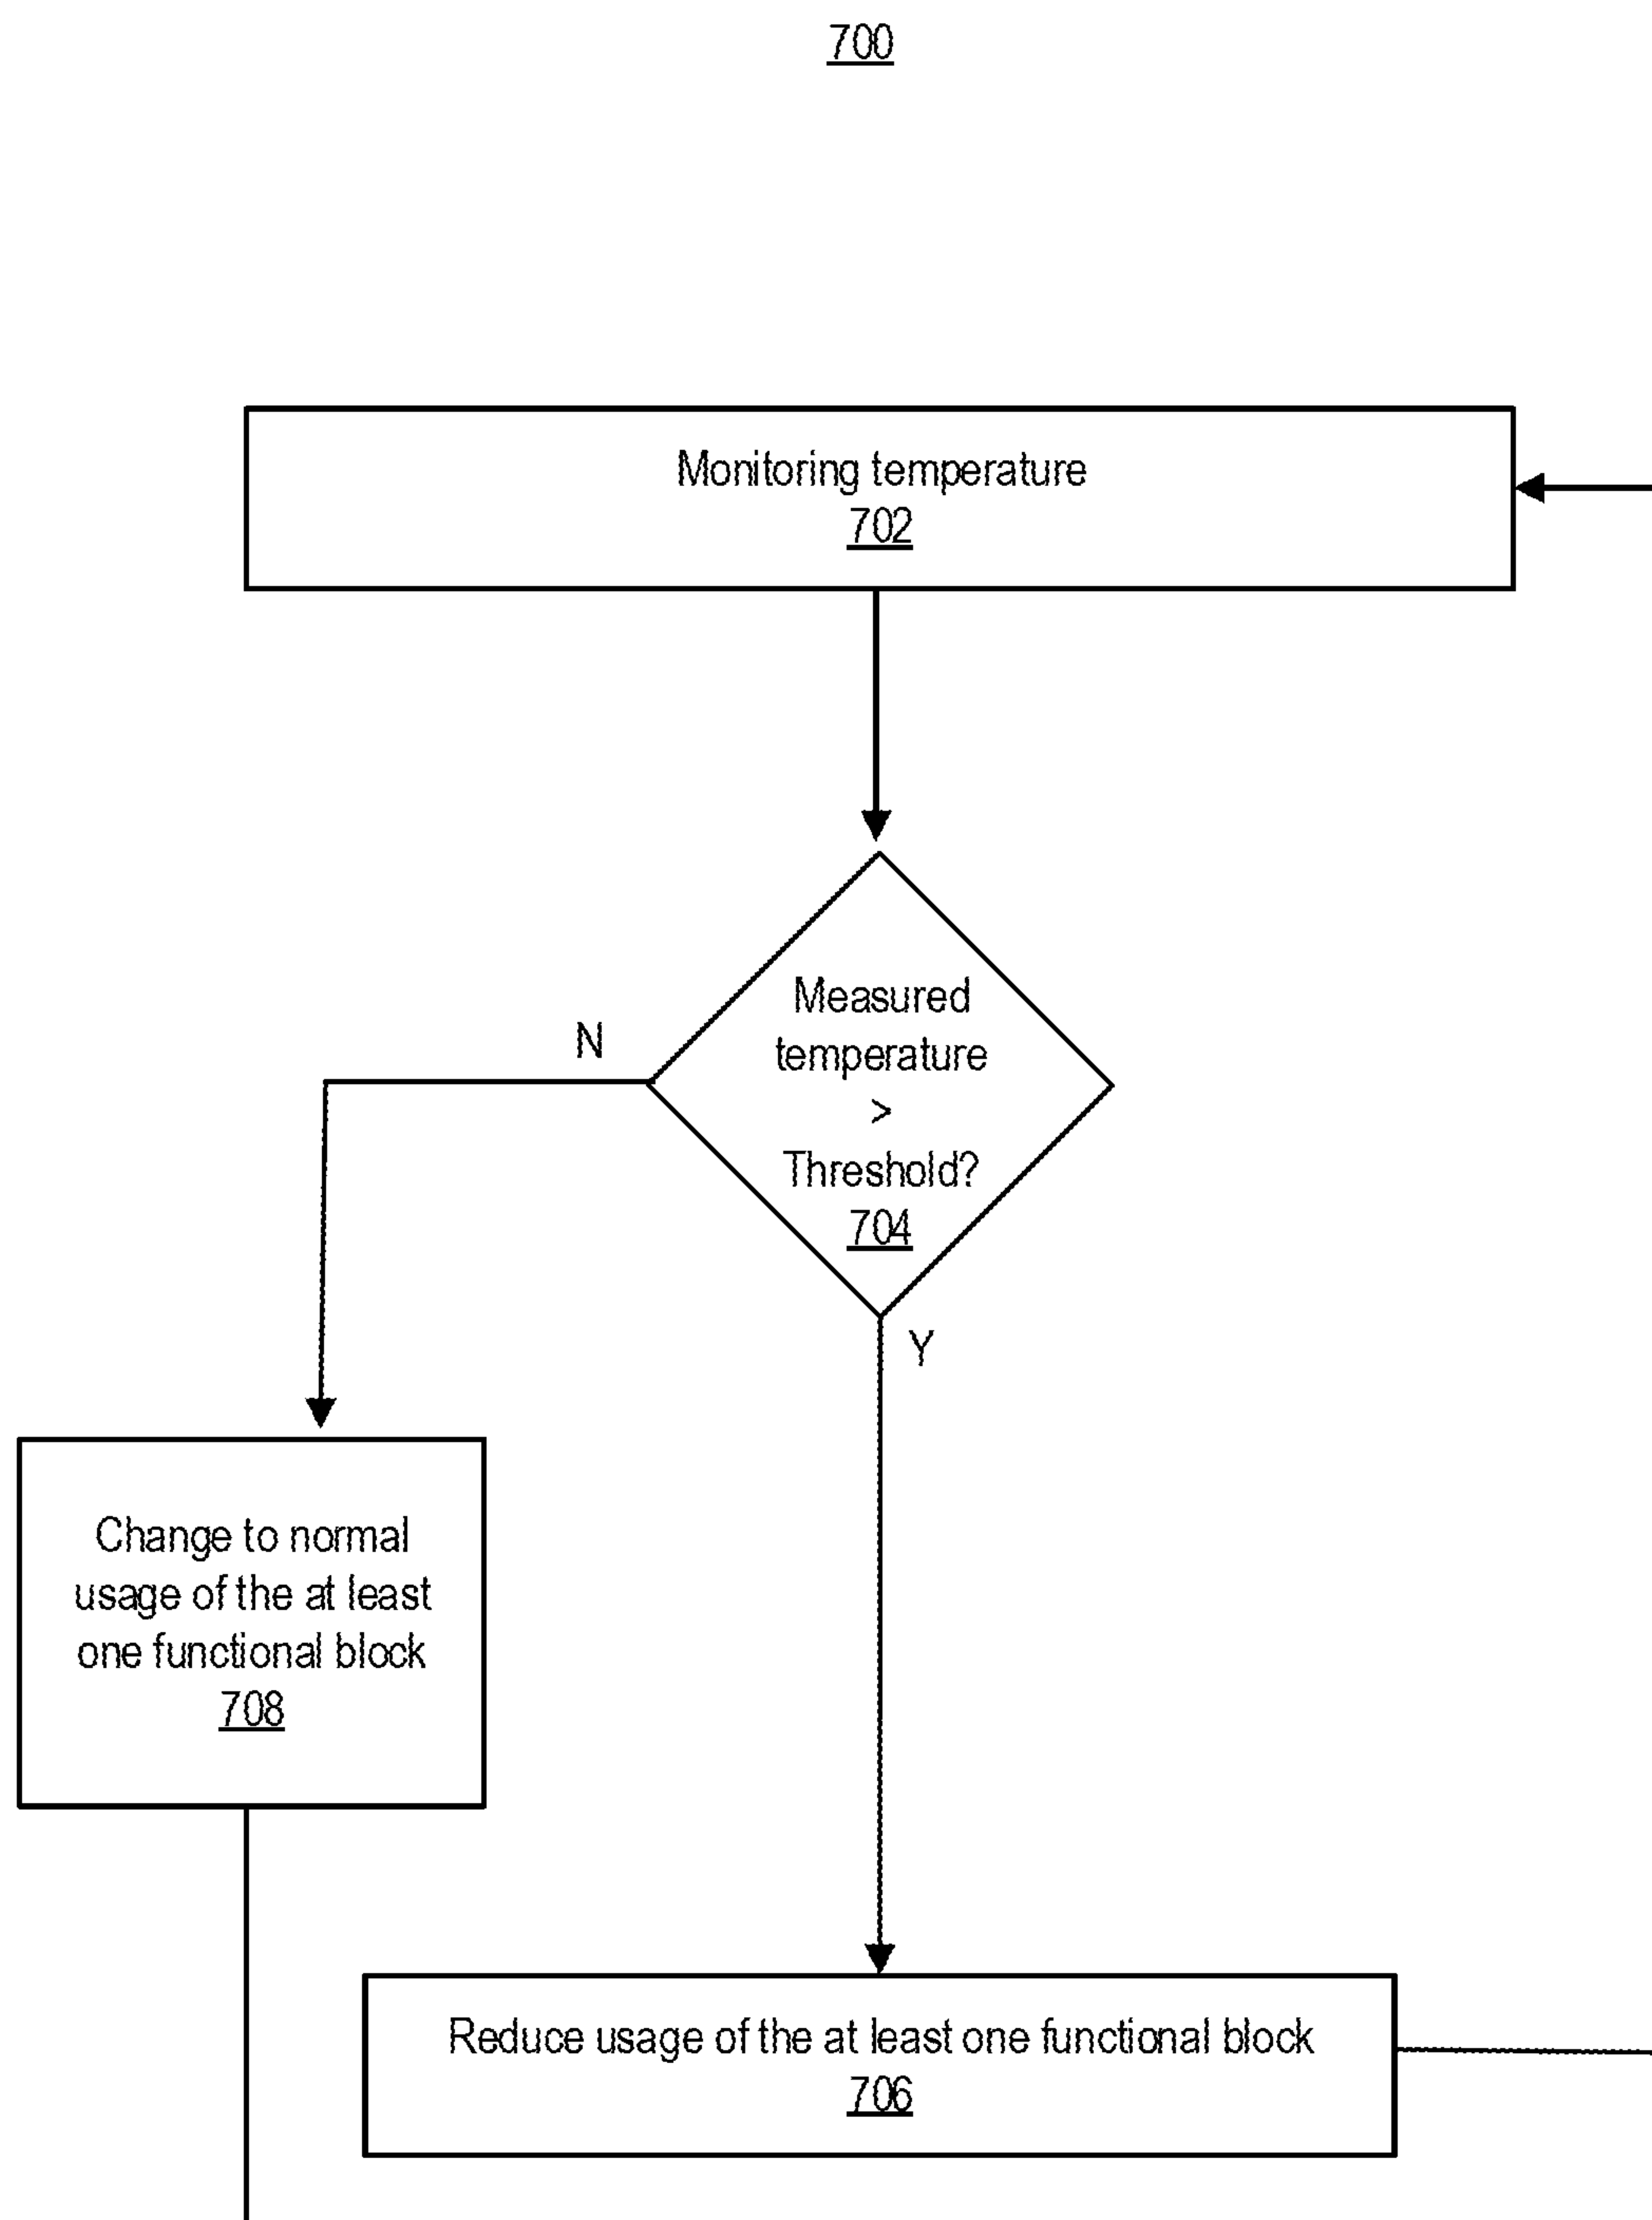 700
Monitoring temperature
702
Measured
temperature
>
Threshold?
704
N
Y
Change to normal
usage of the at least
one functional block
708
Reduce usage of the at least one functional block
706